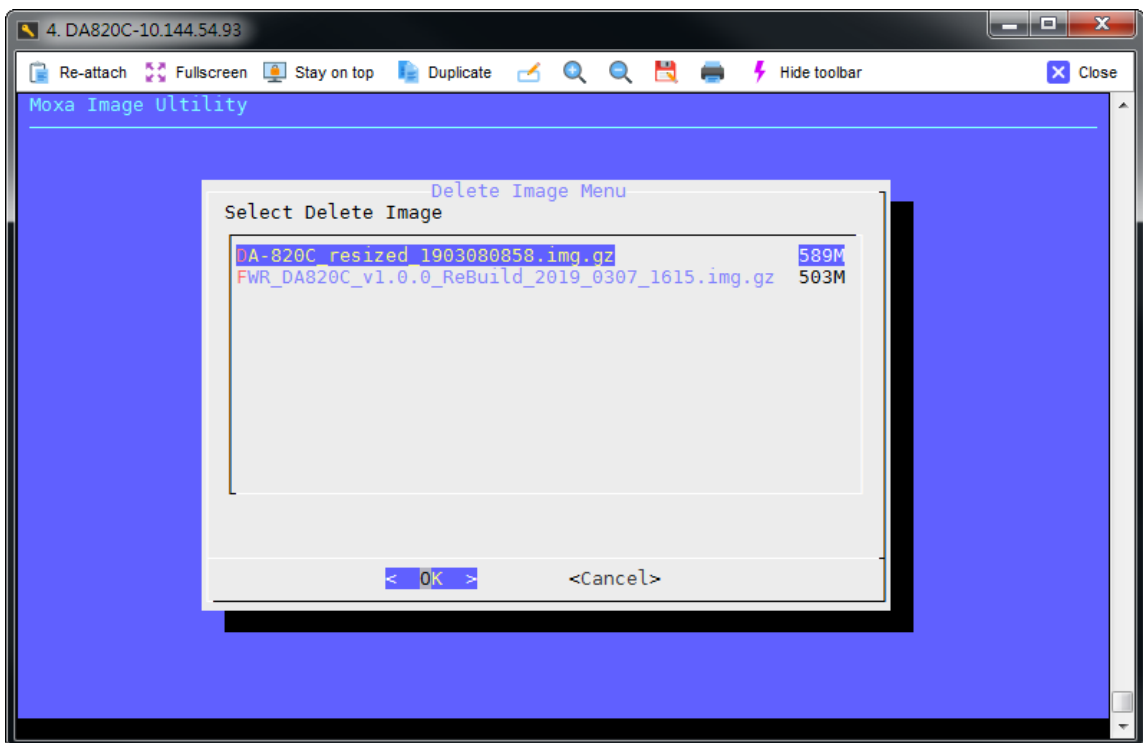 4. DA820C-10.144.54.93
Re-attach Fullscreen Stay on top Duplicate Hide toolbar Close
Moxa Image Ultility
Delete Image Menu
Select Delete Image
DA-820C_resized_1903080858.img.gz 589M
FWR_DA820C_v1.0.0_ReBuild_2019_0307_1615.img.gz 503M
< OK > <Cancel>